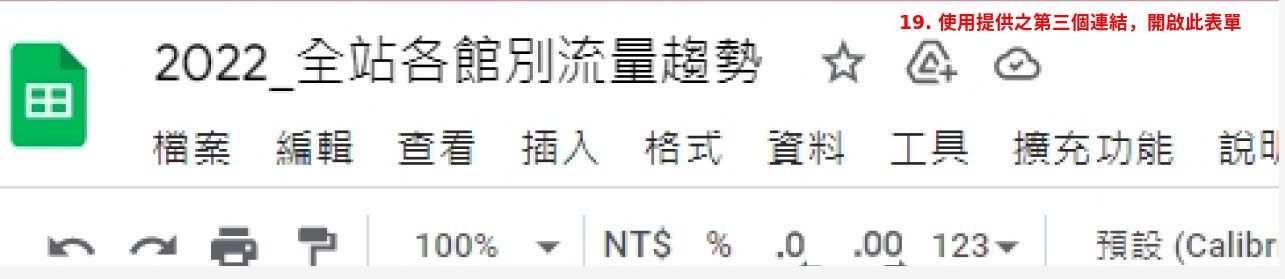 19. 使用提供之第三個連結，開啟此表單
2022_全站各館別流量趨勢
檔案 編輯 查看 插入 格式 資料 工具 擴充功能 說明
100% NT$ % .0 .00 123 預設 (Calibr